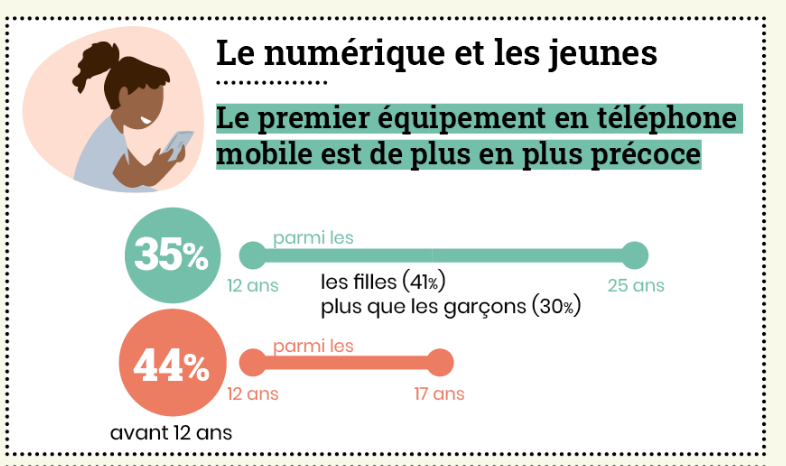 Le numérique et les jeunes
Le premier équipement en téléphone
mobile est de plus en plus précoce
35%
parmi les
12 ans
25 ans
les filles (41%)
plus que les garçons (30%)
44%
parmi les
12 ans
17 ans
avant 12 ans